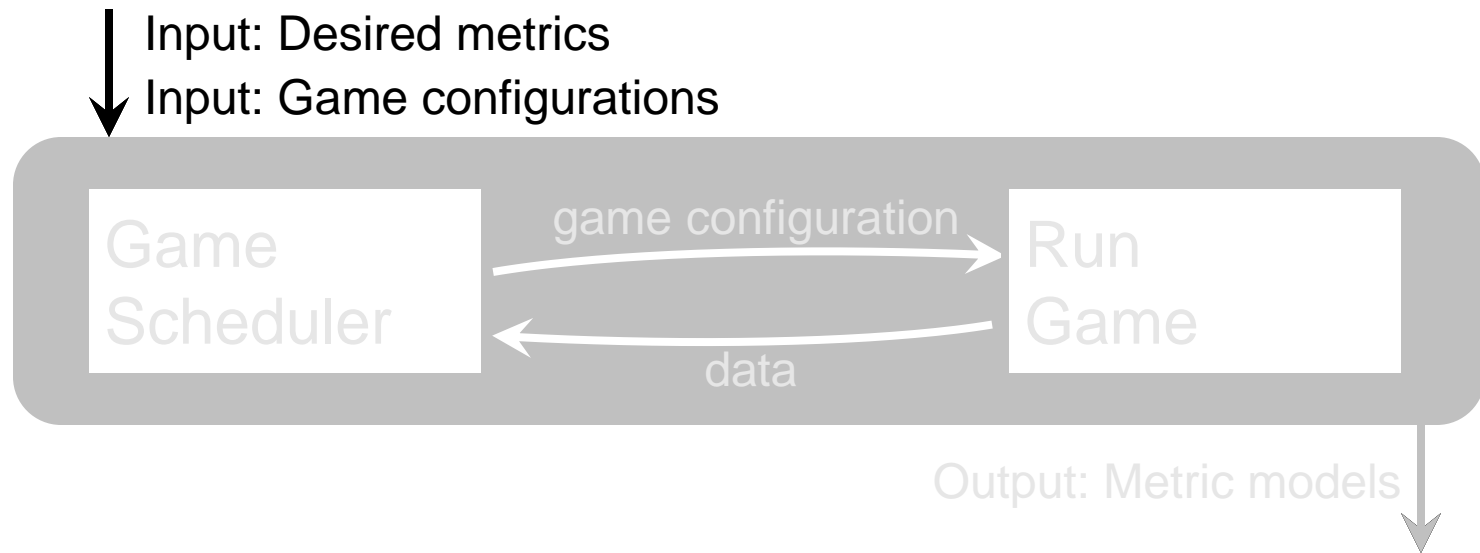 Input: Desired metrics
Input: Game configurations
Game
Scheduler
game configuration
data
Run
Game
Output: Metric models